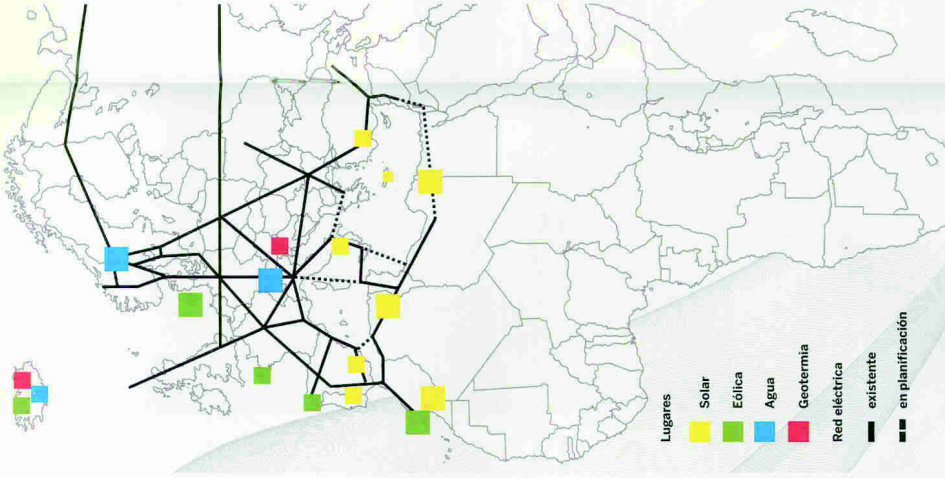 Lugares
Solar
Eólica
Agua
Geotermia
Red eléctrica
existente
en planificación